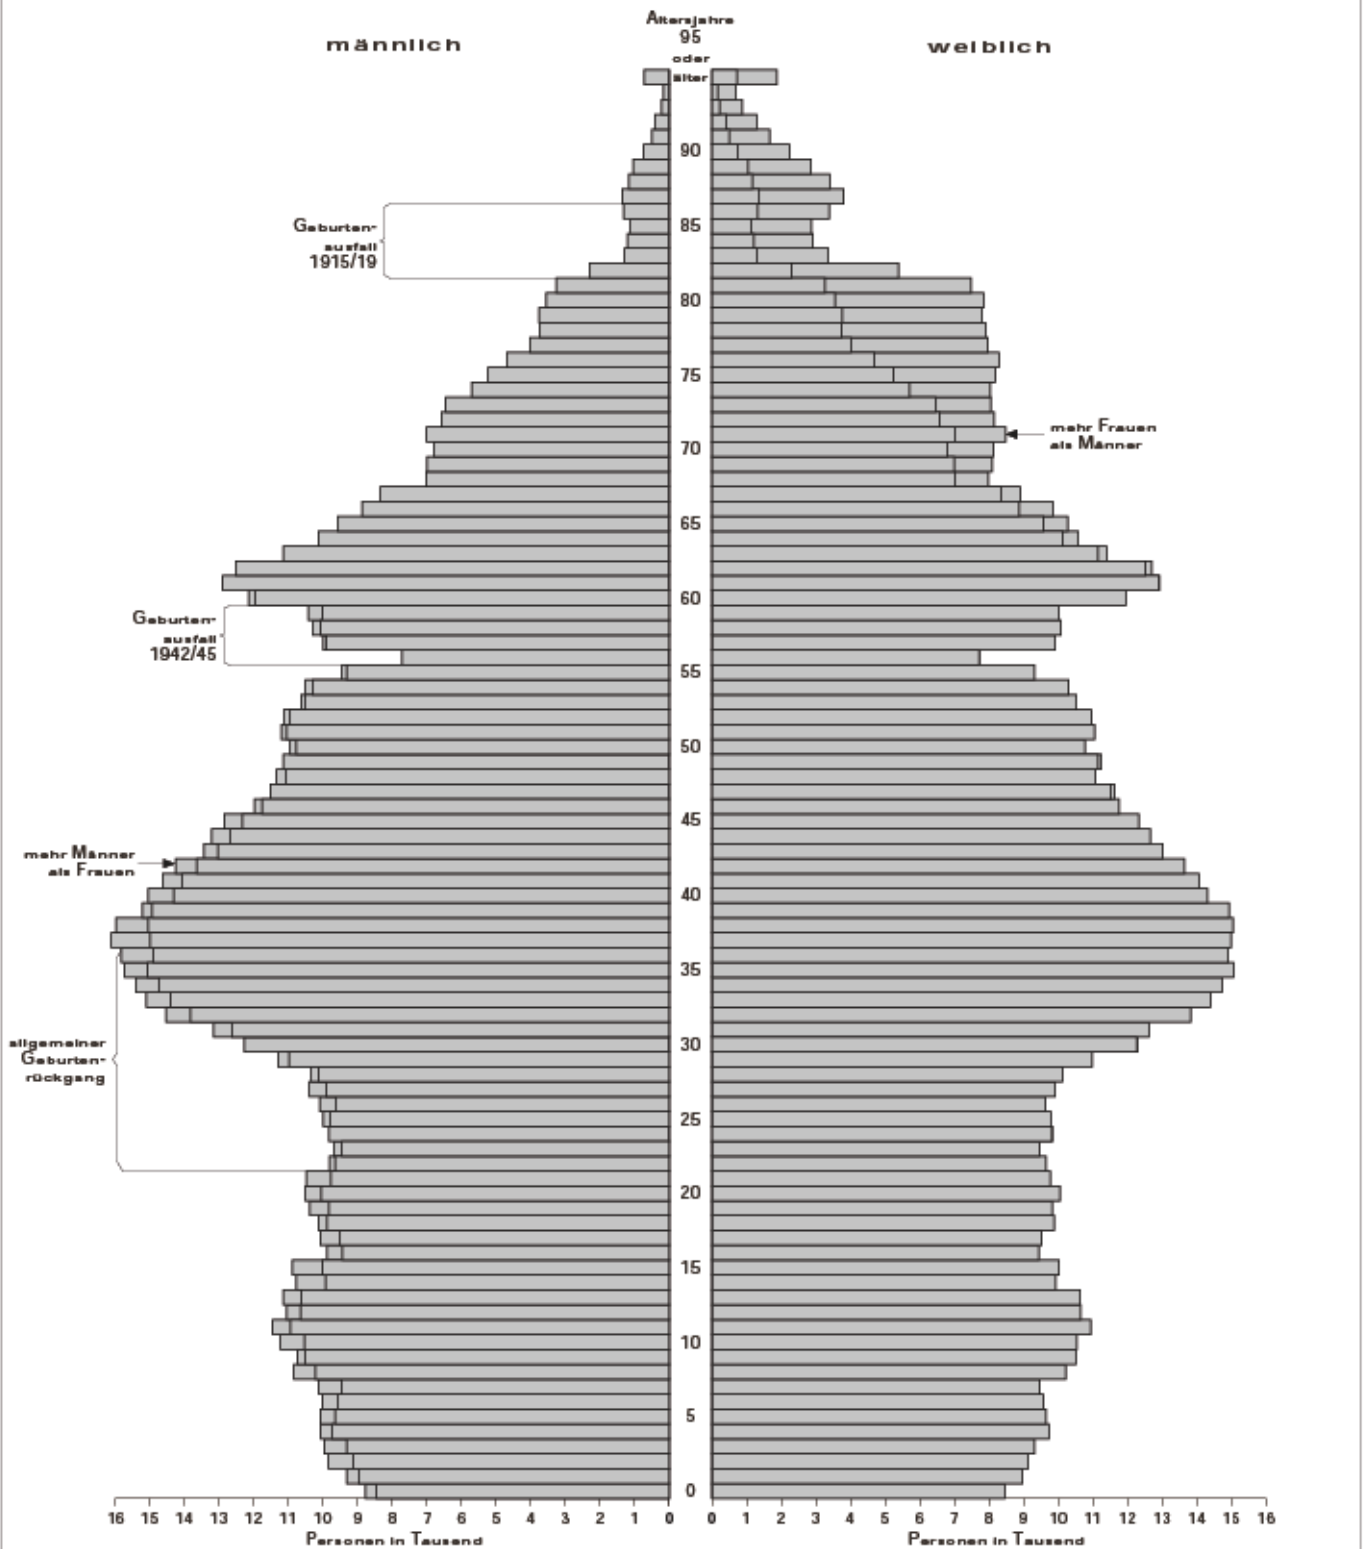 Altersjahre
männlich
95
weiblich
oder
älter
90
Geburten-
ausfall
1915/19
85
80
75
mehr Frauen
als Männer
70
65
60
Geburten-
ausfall
1942/45
55
50
45
mehr Männer
als Frauen
40
35
30
allgemeiner
Geburten-
rückgang
25
20
15
10
5
0
16 15 14 13 12 11 10 9 8 7 6 5 4 3 2 1 0 0 1 2 3 4 5 6 7 8 9 10 11 12 13 14 15 16
Personen in Tausend Personen in Tausend